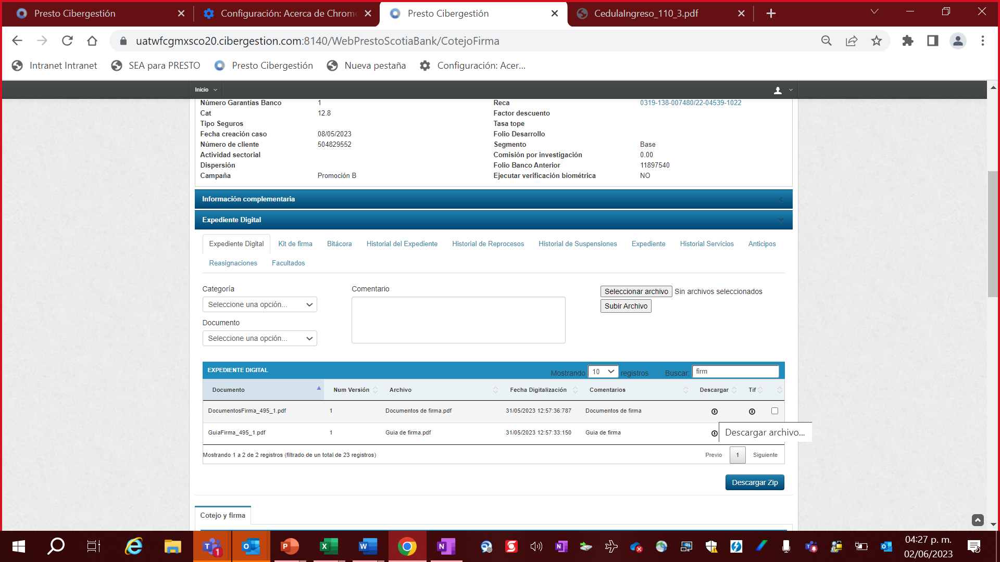 Presto Cibergestión
Configuración: Acerca de Chrome
Presto Cibergestión
CedulaIngreso_110_3.pdf
uatwfcgmxsco20.cibergestion.com:8140/WebPrestoScotiaBank/CotejoFirma
Intranet Intranet
SEA para PRESTO
Presto Cibergestión
Nueva pestaña
Configuración: Acer...
Inicio
Número Garantías Banco 1 Reca 0319-138-007480/22-04539-1022
Cat 12.8 Factor descuento
Tipo Seguros Tasa tope
Fecha creación caso 08/05/2023 Folio Desarrollo
Número de cliente 504829552 Segmento Base
Actividad sectorial Comisión por investigación 0.00
Dispersión Folio Banco Anterior 11897540
Campaña Promoción B Ejecutar verificación biométrica NO
Información complementaria
Expediente Digital
Expediente Digital Kit de firma Bitácora Historial del Expediente Historial de Reprocesos Historial de Suspensiones Expediente Historial Servicios Anticipos
Reasignaciones Facultados
Categoría Comentario Seleccionar archivo Sin archivos seleccionados
Seleccione una opción... Subir Archivo
Documento
Seleccione una opción...
EXPEDIENTE DIGITAL Mostrando 10 registros Buscar: firm
Documento Num Versión Archivo Fecha Digitalización Comentarios Descargar Tif
DocumentosFirma_495_1.pdf 1 Documentos de firma.pdf 31/05/2023 12:57:36:787 Documentos de firma
GuiaFirma_495_1.pdf 1 Guia de firma.pdf 31/05/2023 12:57:33:150 Guia de firma
Descargar archivo...
Mostrando 1 a 2 de 2 registros (filtrado de un total de 23 registros) Previo 1 Siguiente
Descargar Zip
Cotejo y firma
04:27 p. m.
02/06/2023